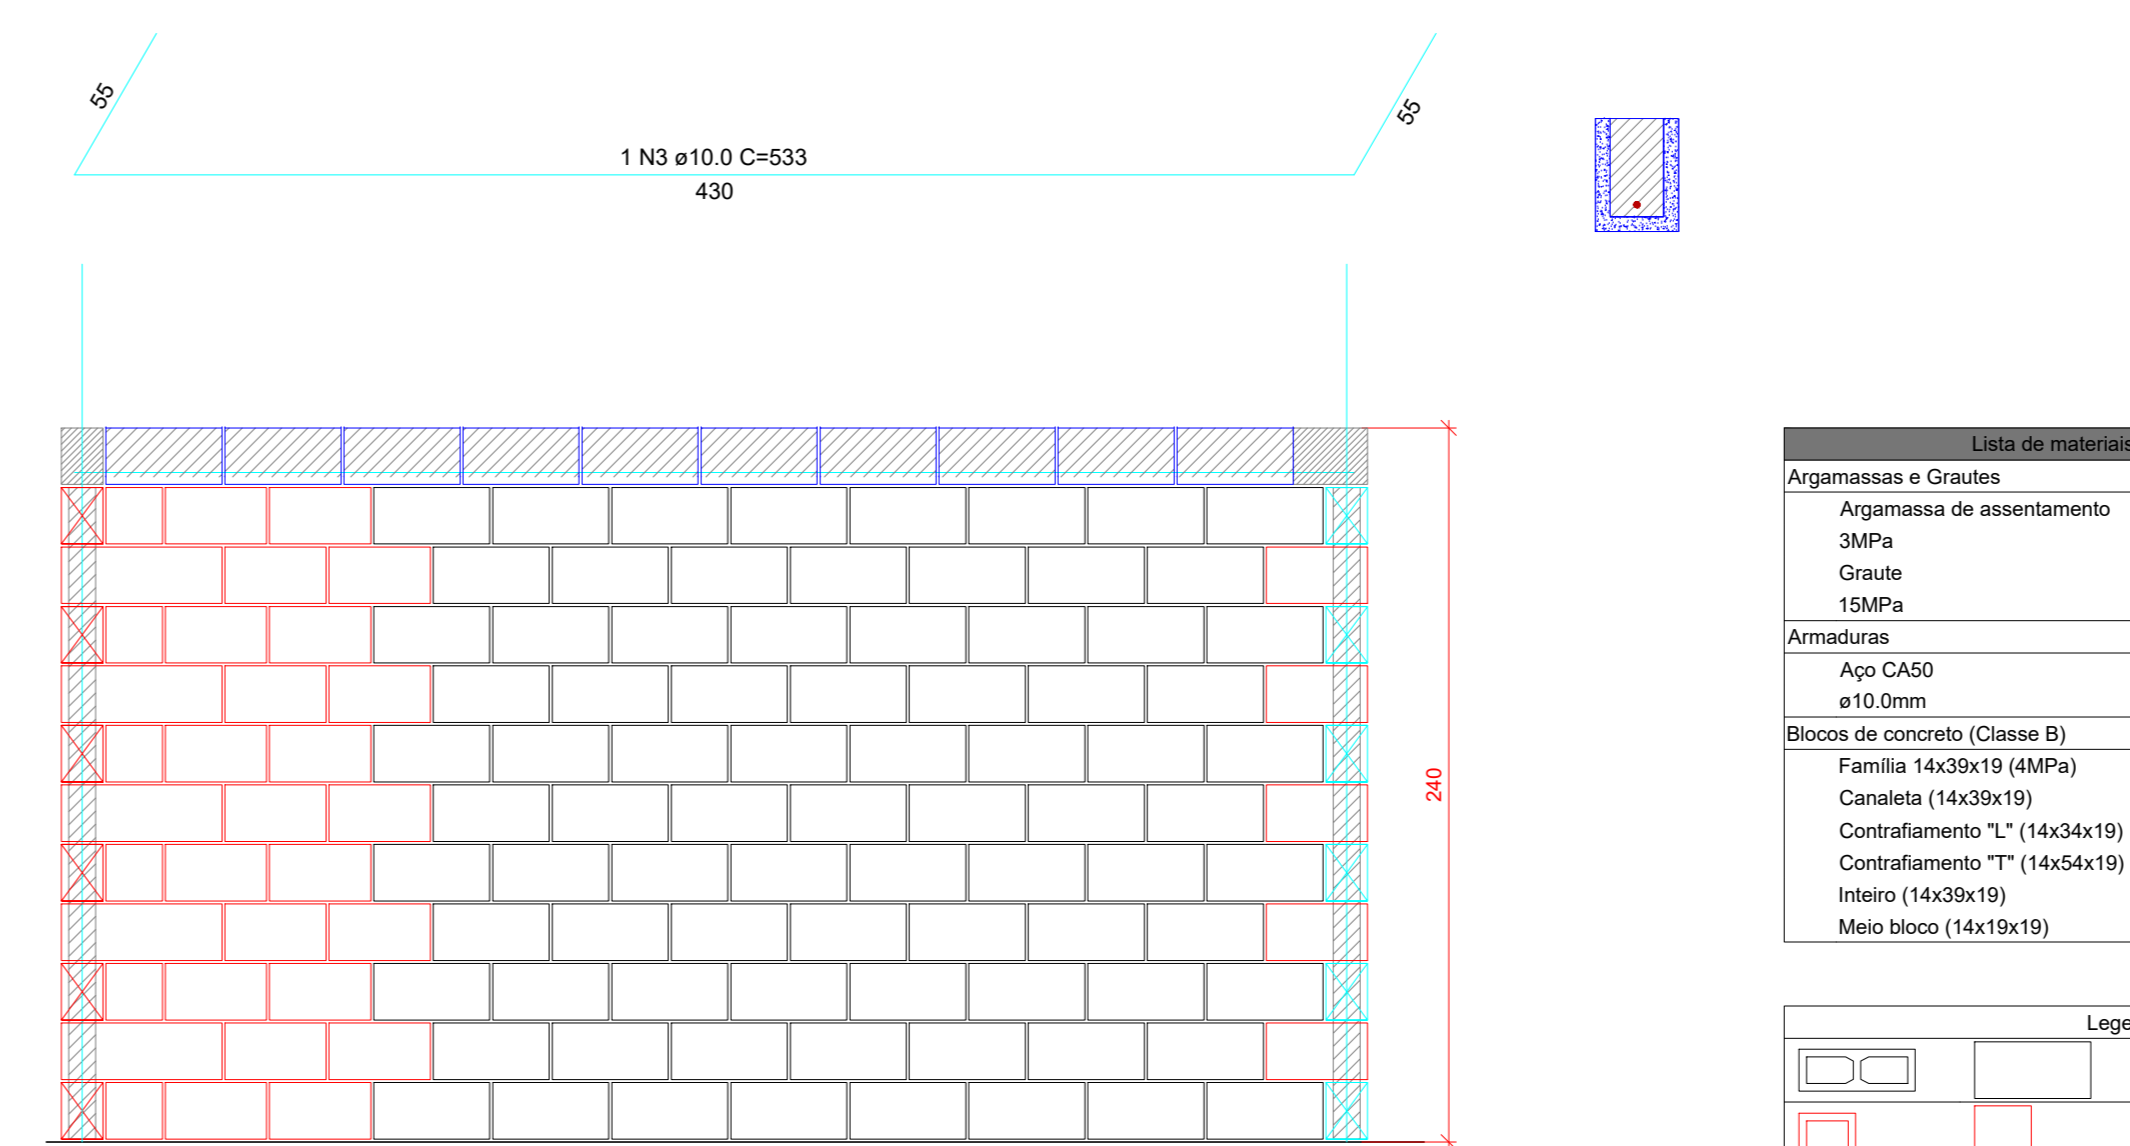 55
55
1 N3 ø10.0 C=533
430
240
Lista de materiais
Argamassas e Grautes
Argamassa de assentamento
3MPa
Graute
15MPa
Armaduras
Aço CA50
ø10.0mm
Blocos de concreto (Classe B)
Família 14x39x19 (4MPa)
Canaleta (14x39x19)
Contrafiamento "L" (14x34x19)
Contrafiamento "T" (14x54x19)
Inteiro (14x39x19)
Meio bloco (14x19x19)
Lege